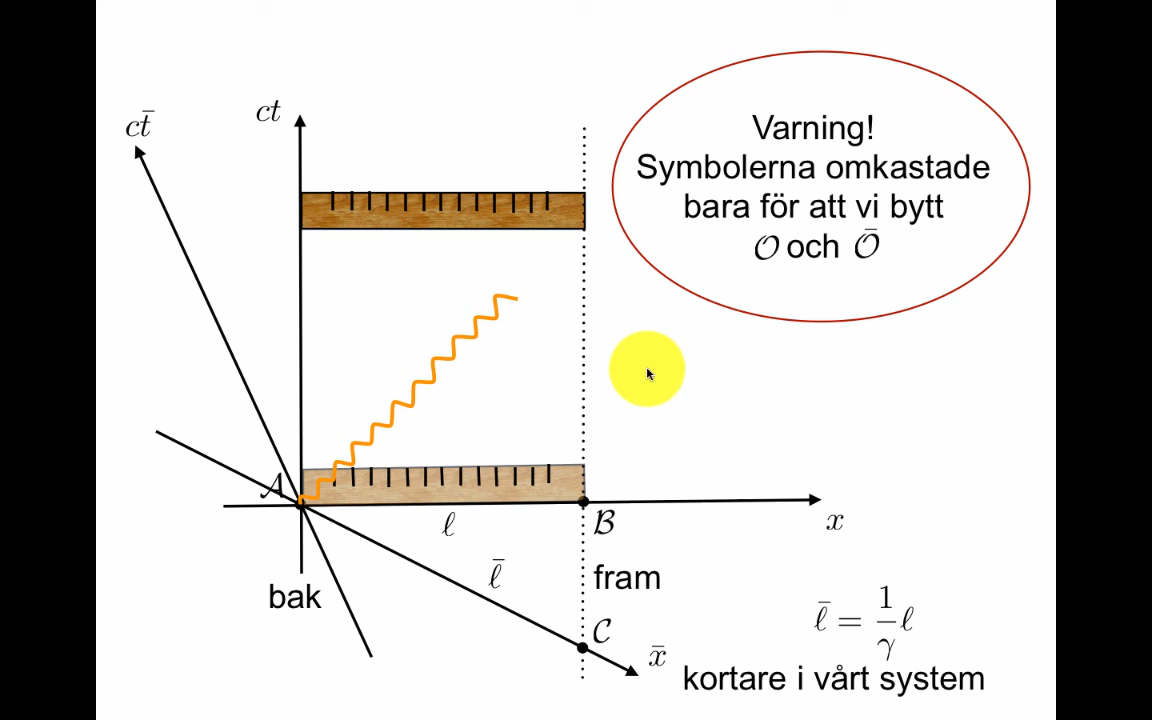 ct̄
ct
Varning!
Symbolerna omkastade
bara för att vi bytt
𝒪 och 𝒪̄
𝒜
ℓ
ℬ
x
ℓ̄
fram
bak
𝒞
x̄
ℓ̄ = 1/γ ℓ
kortare i vårt system